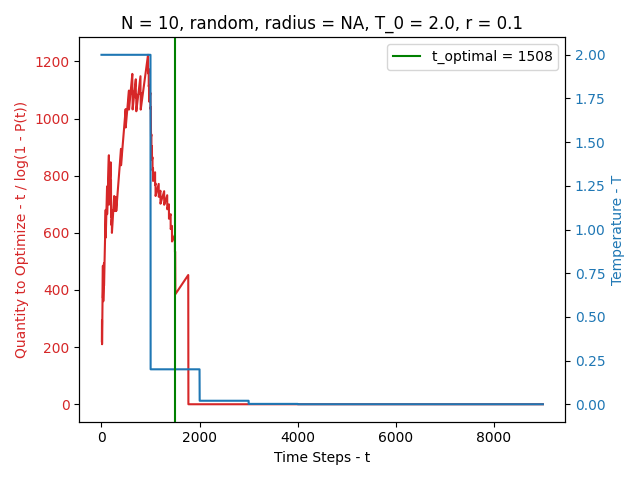 N = 10, random, radius = NA, T_0 = 2.0, r = 0.1
t_optimal = 1508
Quantity to Optimize - t / log(1 - P(t))
1200
1000
800
600
400
200
0
2.00
1.75
1.50
1.25
1.00
0.75
0.50
0.25
0.00
Temperature - T
0 2000 4000 6000 8000
Time Steps - t